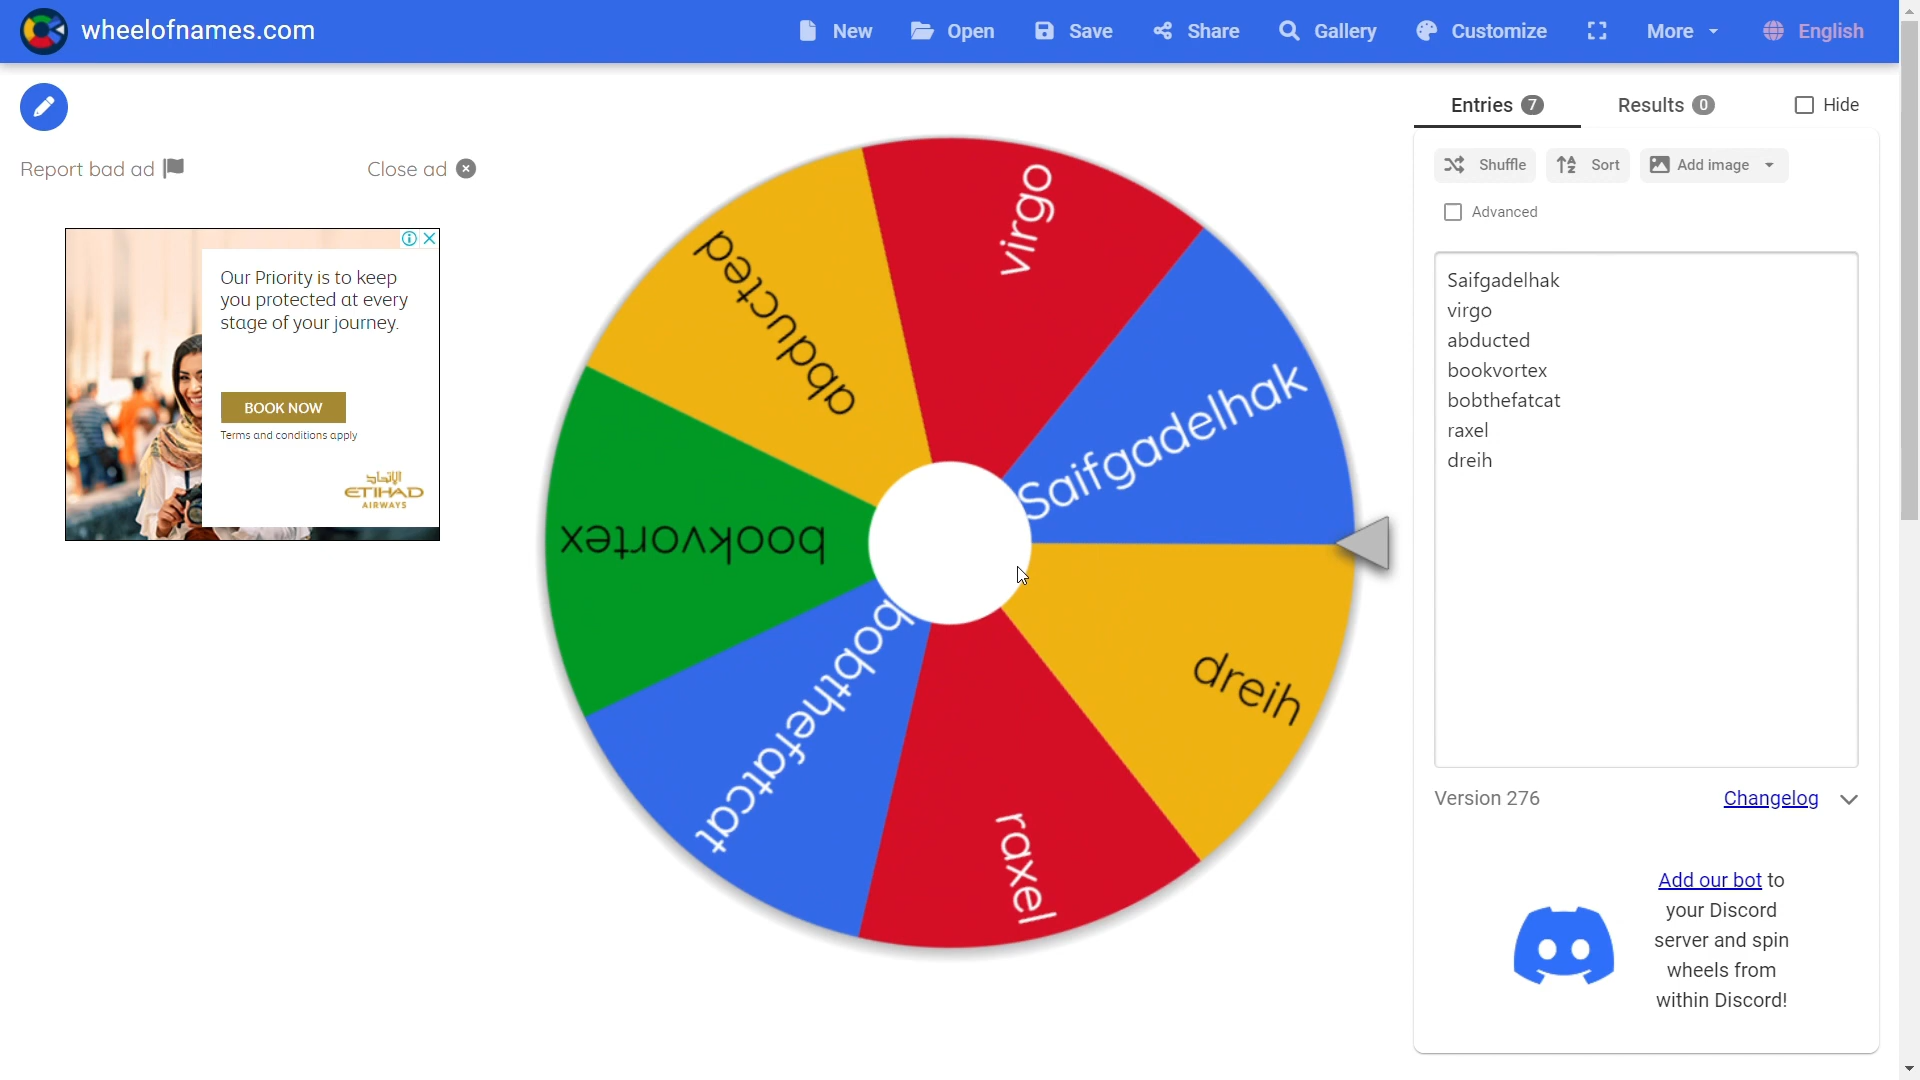 wheelofnames.com
New
Open
Save
Share
Gallery
Customize
More
English
Report bad ad
Close ad
Our Priority is to keep
you protected at every
stage of your journey.
BOOK NOW
Terms and conditions apply
الإتحاد
ETIHAD
AIRWAYS
virgo
Saifgadelhak
dreih
raxel
bobthefatcat
bookvortex
abducted
Entries 7
Results 0
Hide
Shuffle
Sort
Add image
Advanced
Saifgadelhak
virgo
abducted
bookvortex
bobthefatcat
raxel
dreih
Version 276
Changelog
Add our bot to
your Discord
server and spin
wheels from
within Discord!